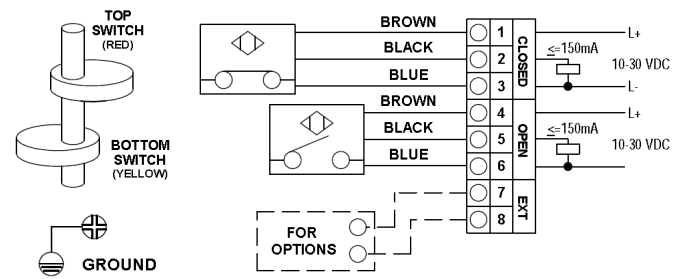 TOP
SWITCH
(RED)
BOTTOM
SWITCH
(YELLOW)
GROUND
BROWN
BLACK
BLUE
1
2
3
CLOSED
L+
<=150mA
10-30 VDC
L-
BROWN
BLACK
BLUE
4
5
6
OPEN
L+
<=150mA
10-30 VDC
7
8
EXT
FOR
OPTIONS